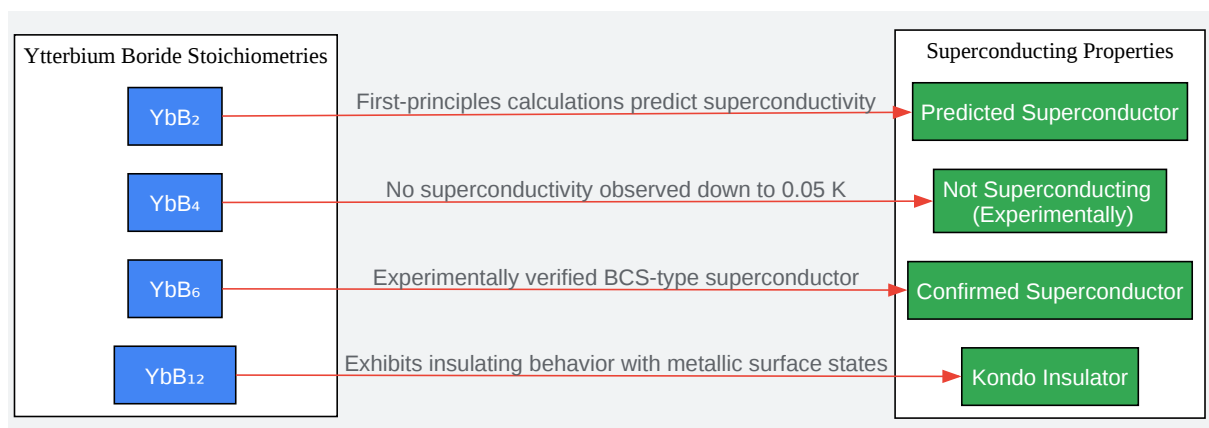 Ytterbium Boride Stoichiometries
Superconducting Properties
YbB₂
First-principles calculations predict superconductivity
Predicted Superconductor
YbB₄
No superconductivity observed down to 0.05 K
Not Superconducting
(Experimentally)
YbB₆
Experimentally verified BCS-type superconductor
Confirmed Superconductor
YbB₁₂
Exhibits insulating behavior with metallic surface states
Kondo Insulator